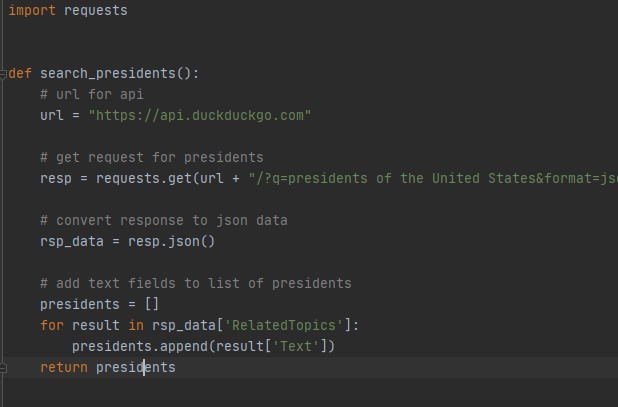 import requests
def search_presidents():
# url for api
url = "https://api.duckduckgo.com"
# get request for presidents
resp = requests.get(url + "/?q=presidents of the United States&format=jso
# convert response to json data
rsp_data = resp.json()
# add text fields to list of presidents
presidents = []
for result in rsp_data['RelatedTopics']:
presidents.append(result['Text'])
return presidents